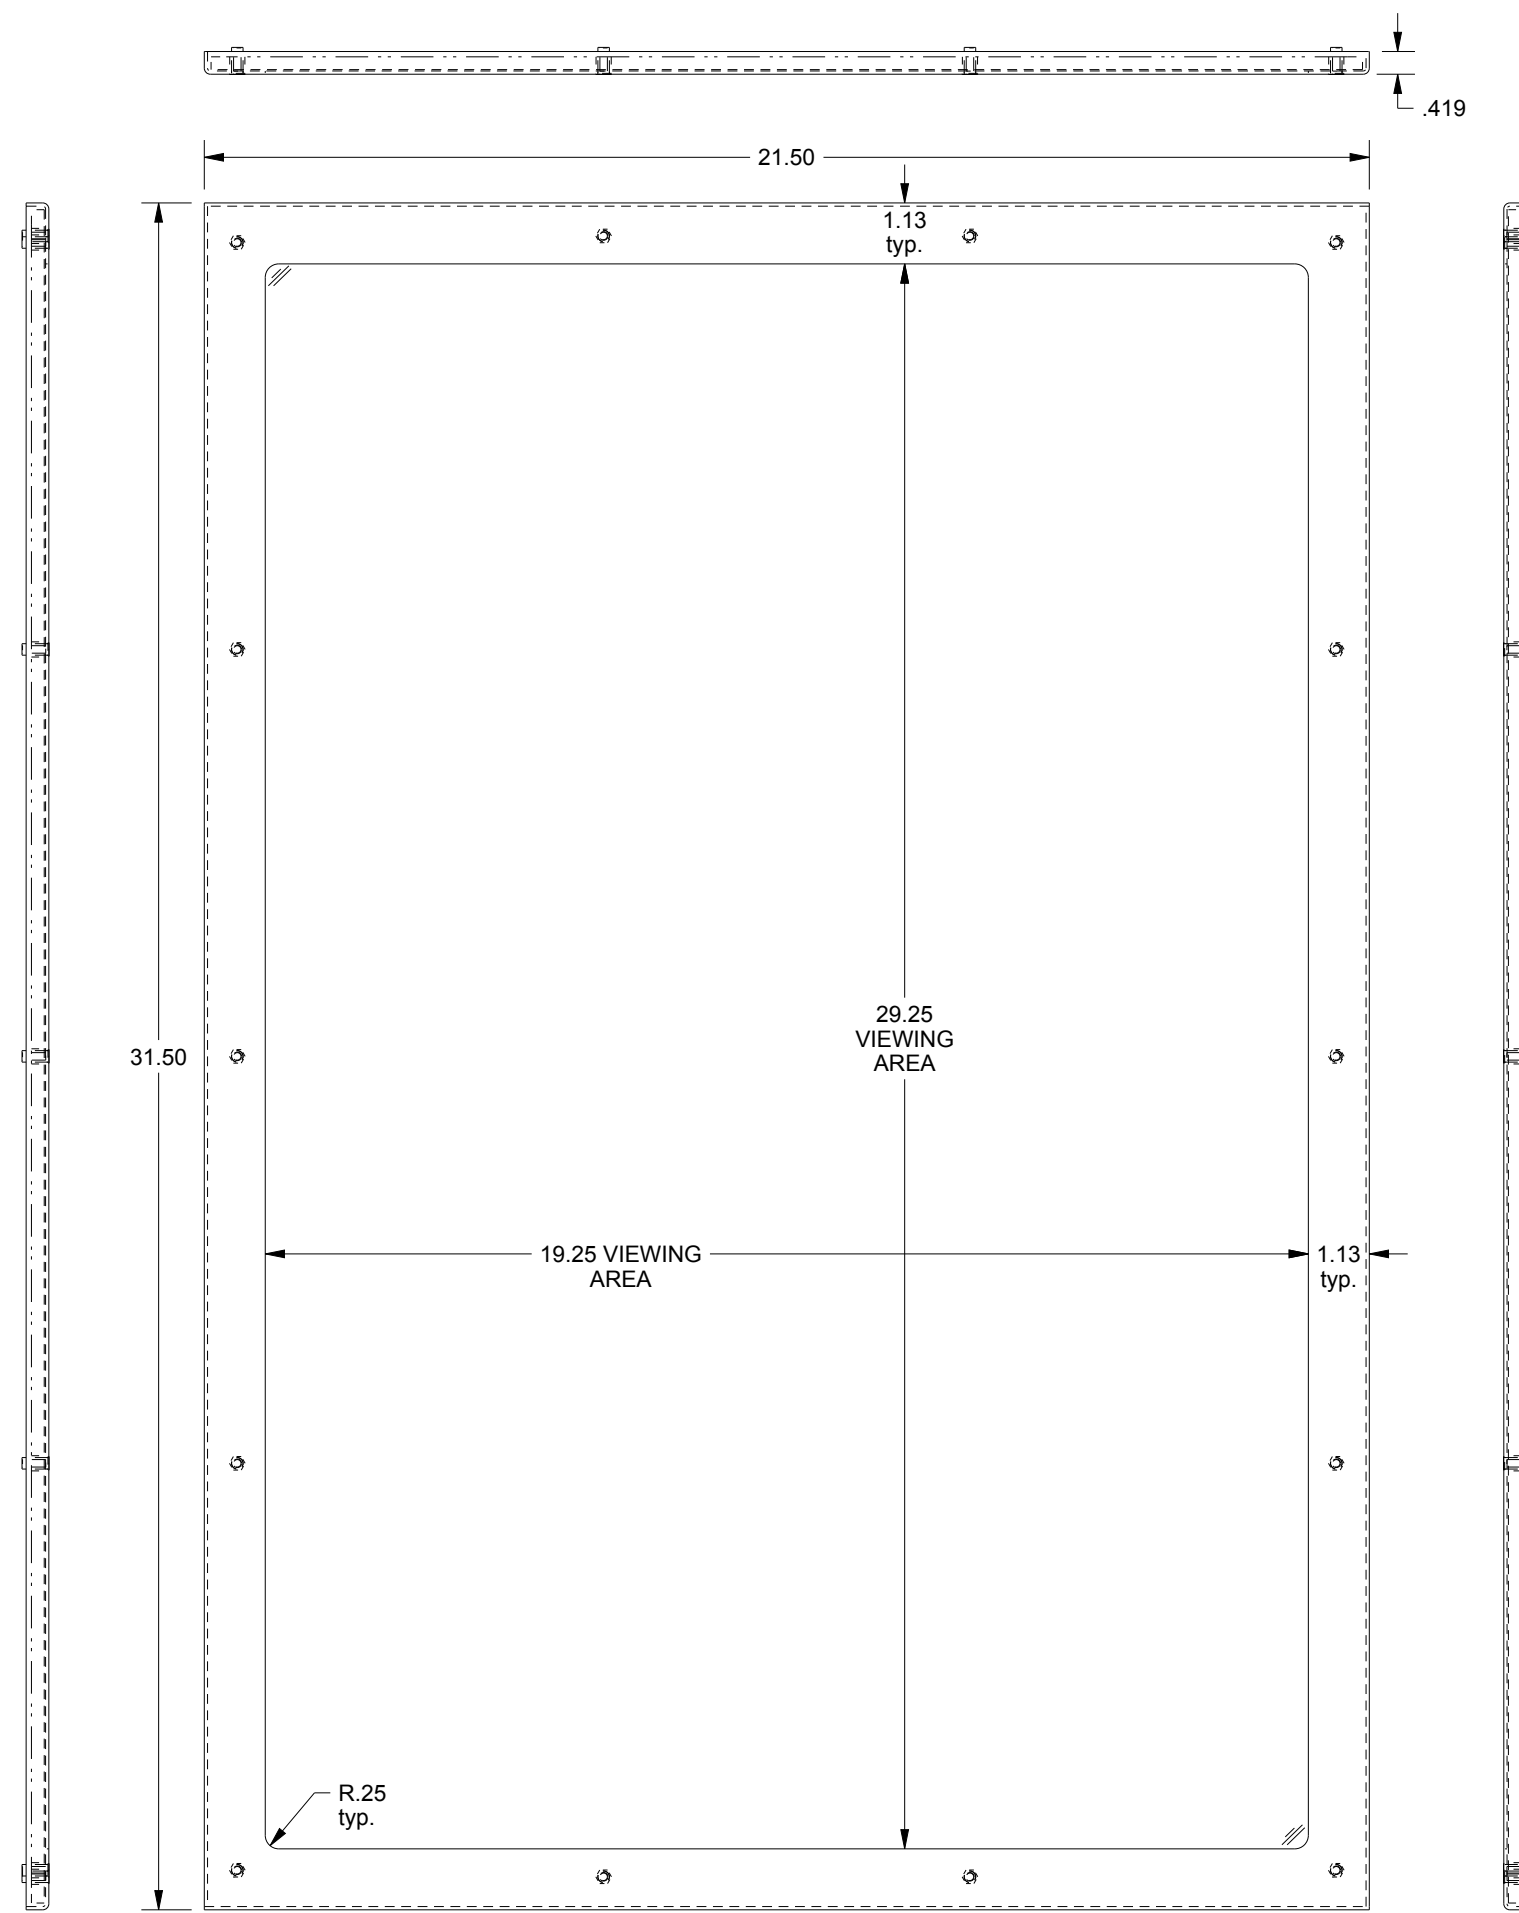 .419
21.50
1.13
typ.
29.25
VIEWING
AREA
31.50
19.25 VIEWING
AREA
1.13
typ.
R.25
typ.